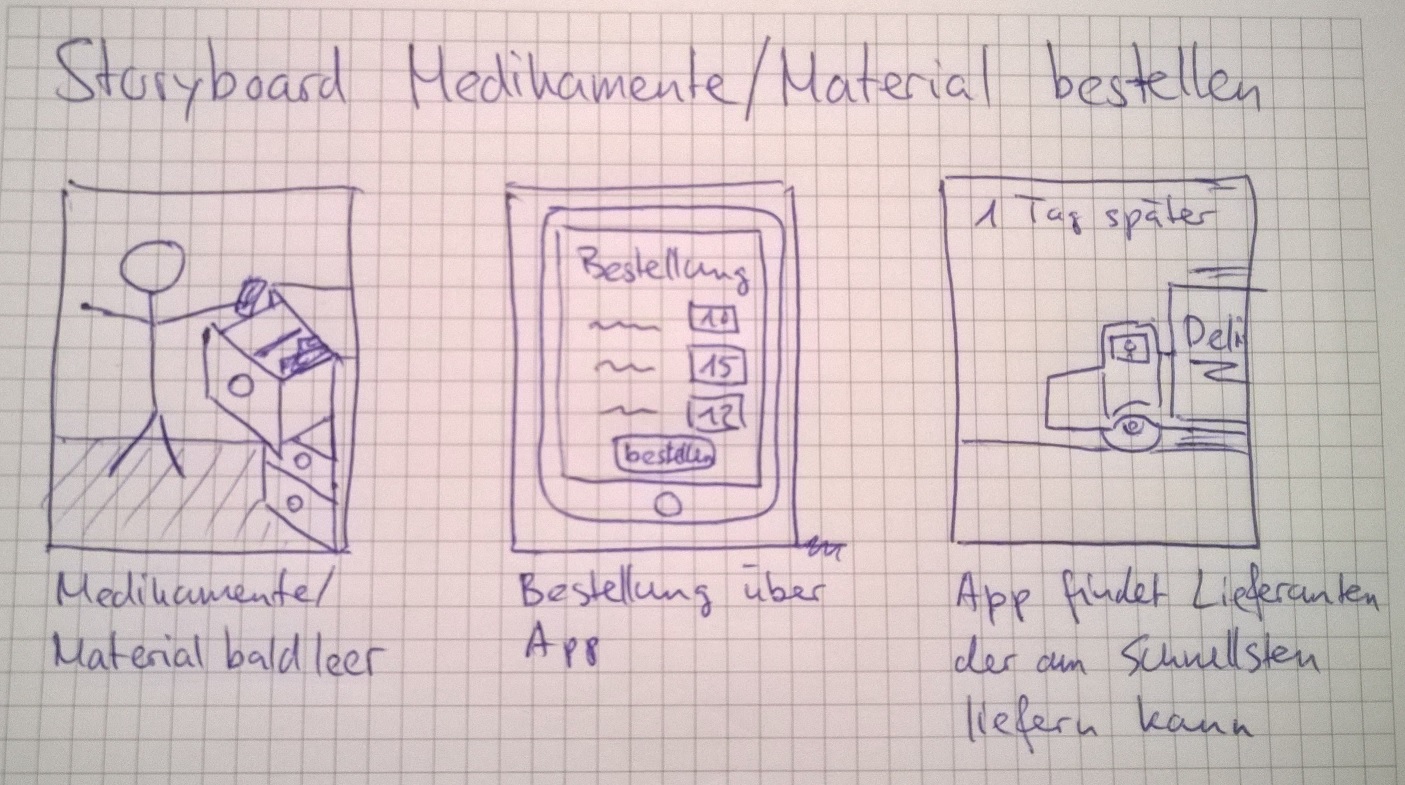 Storyboard Medikamente/Material bestellen
Bestellung
10
15
12
bestellen
1 Tag später
Deli
Medikamente/
Material bald leer
Bestellung über
App
App findet Lieferanten
der am Schnellsten
liefern kann